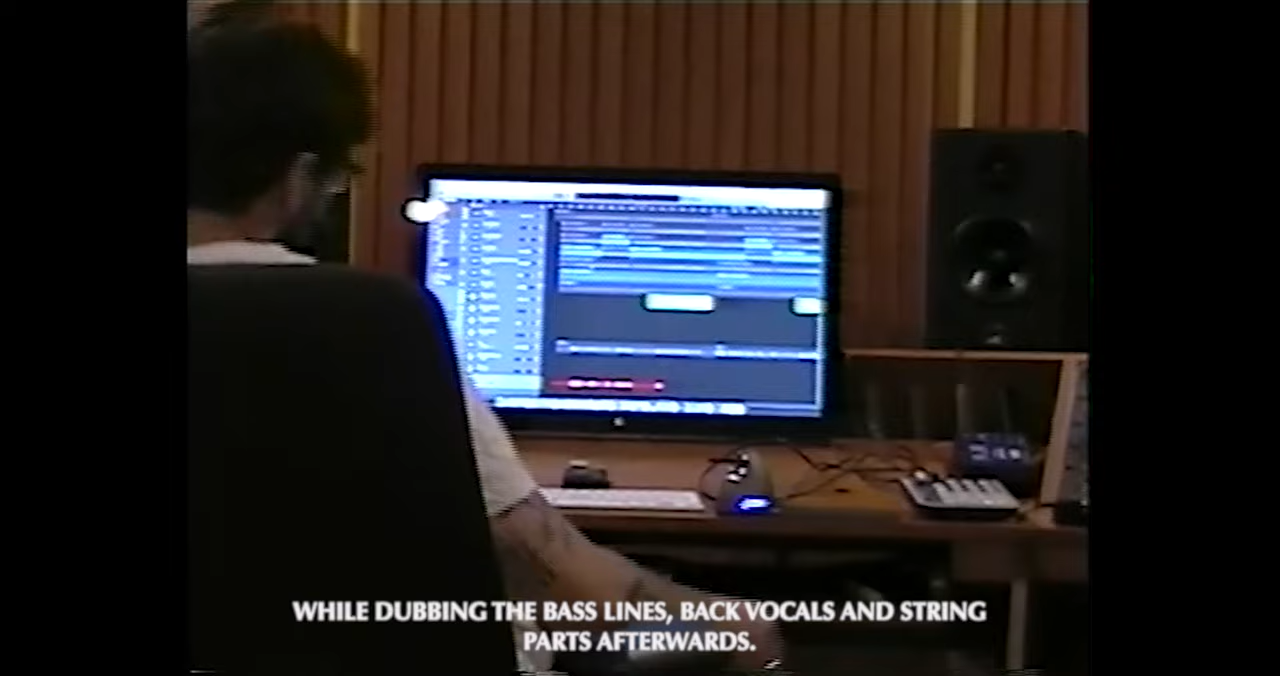 WHILE DUBBING THE BASS LINES, BACK VOCALS AND STRING
PARTS AFTERWARDS.